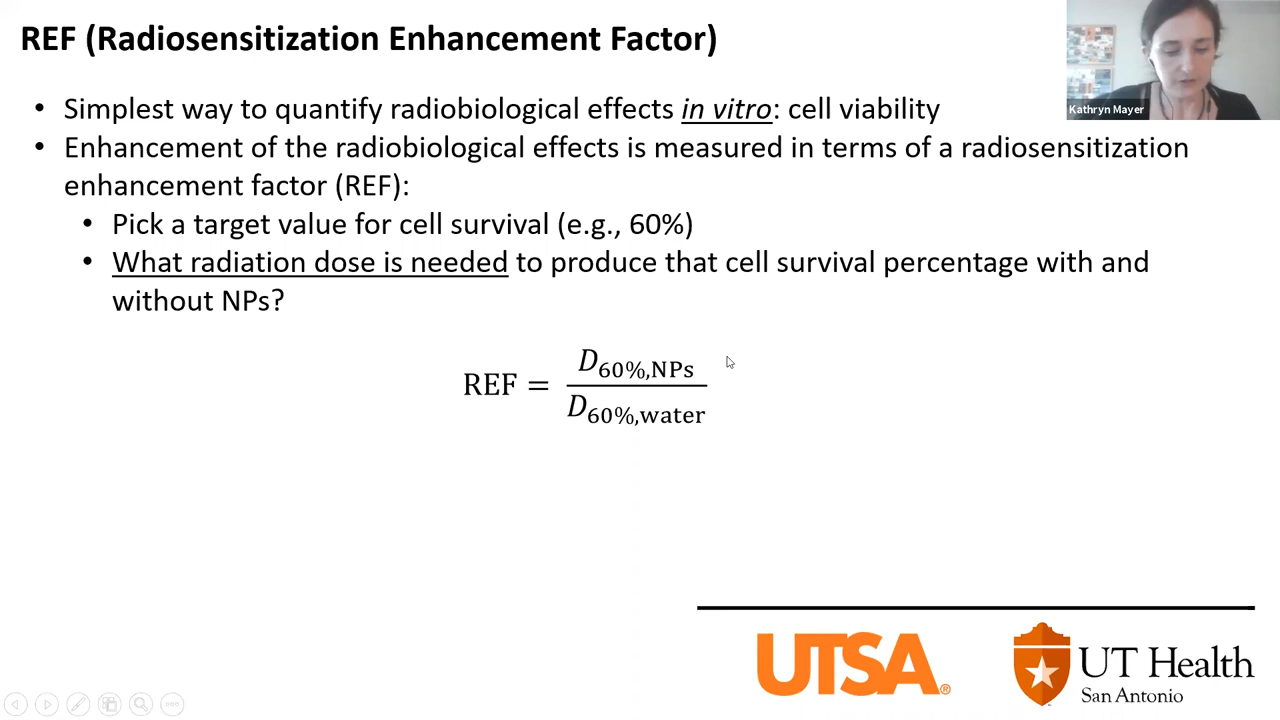 REF (Radiosensitization Enhancement Factor)
Kathryn Mayer
• Simplest way to quantify radiobiological effects in vitro: cell viability
• Enhancement of the radiobiological effects is measured in terms of a radiosensitization
enhancement factor (REF):
• Pick a target value for cell survival (e.g., 60%)
• What radiation dose is needed to produce that cell survival percentage with and
without NPs?
REF = D60%,NPs / D60%,water
UTSA®
UT Health
San Antonio